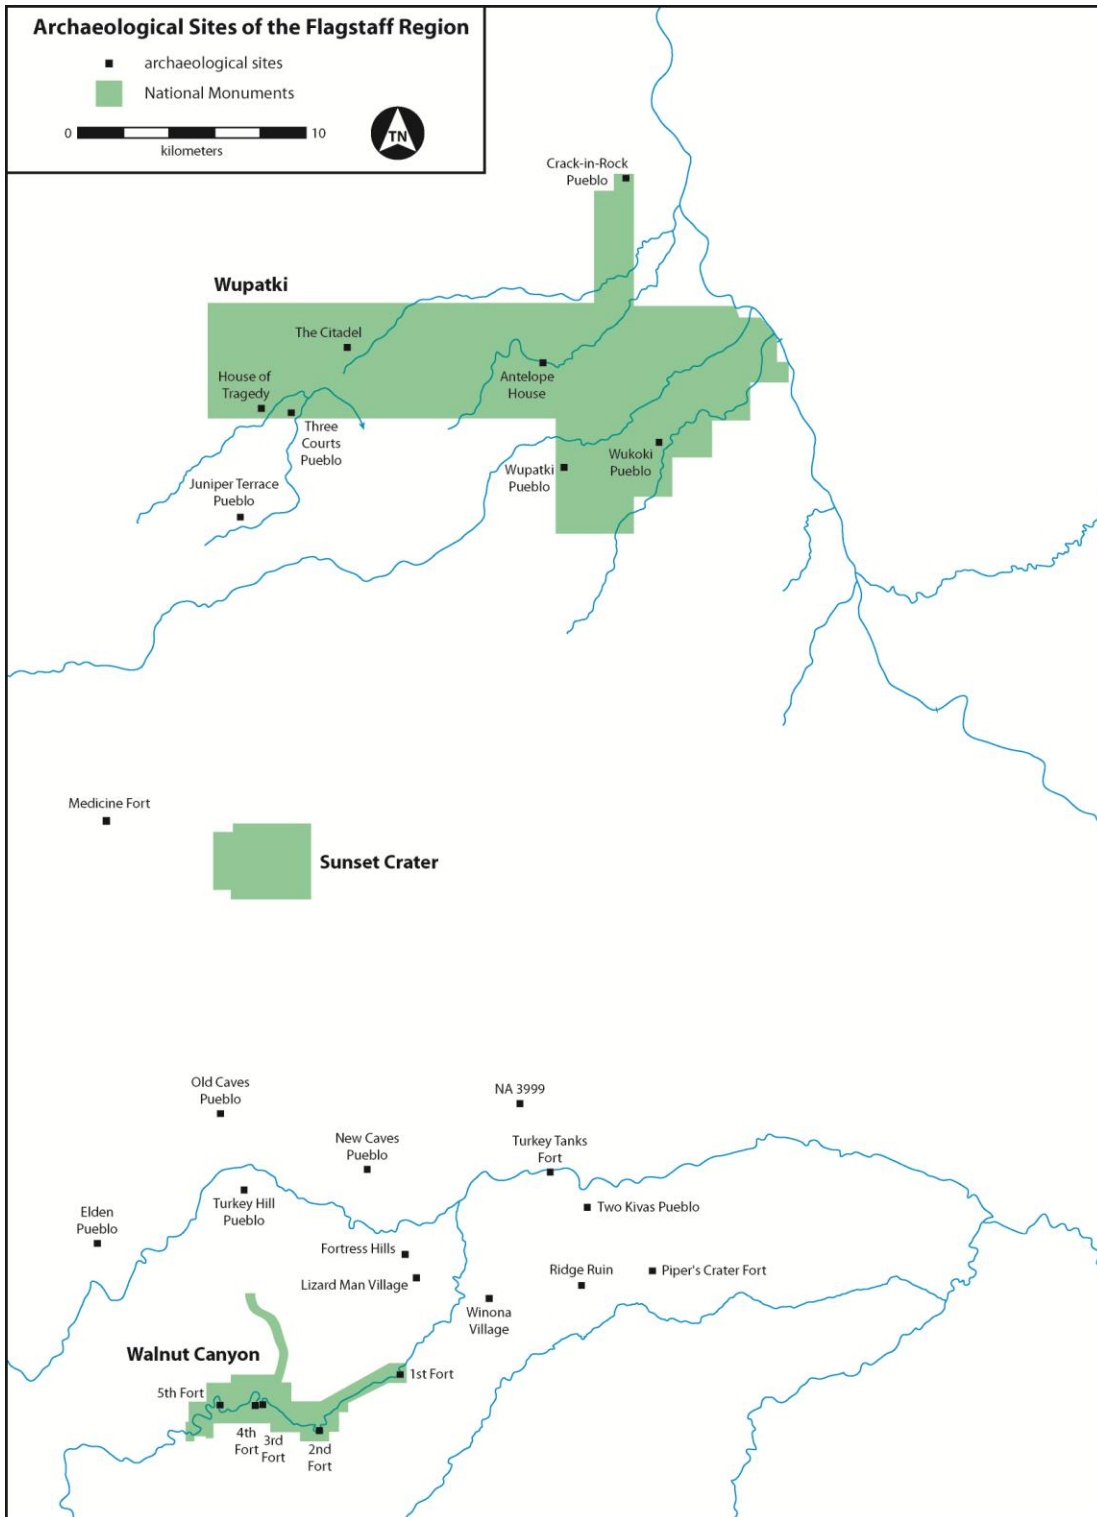 Archaeological Sites of the Flagstaff Region
archaeological sites
National Monuments
0
10
kilometers
TN
Crack-in-Rock
Pueblo
Wupatki
The Citadel
House of
Tragedy
Antelope
House
Three
Courts
Pueblo
Wukoki
Pueblo
Wupatki
Pueblo
Juniper Terrace
Pueblo
Medicine Fort
Sunset Crater
Old Caves
Pueblo
NA 3999
New Caves
Pueblo
Turkey Tanks
Fort
Turkey Hill
Pueblo
Two Kivas Pueblo
Elden
Pueblo
Fortress Hills
Lizard Man Village
Ridge Ruin
Piper's Crater Fort
Winona
Village
Walnut Canyon
1st Fort
5th Fort
4th
Fort
3rd
Fort
2nd
Fort